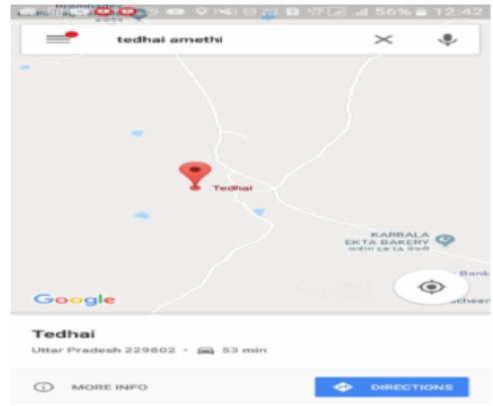 56% 12:42
tedhai amethi
Tedhai
KARBALA
EKTA BAKERY
Bank
Google
Tedhai
Uttar Pradesh 229802 · 53 min
MORE INFO
DIRECTIONS